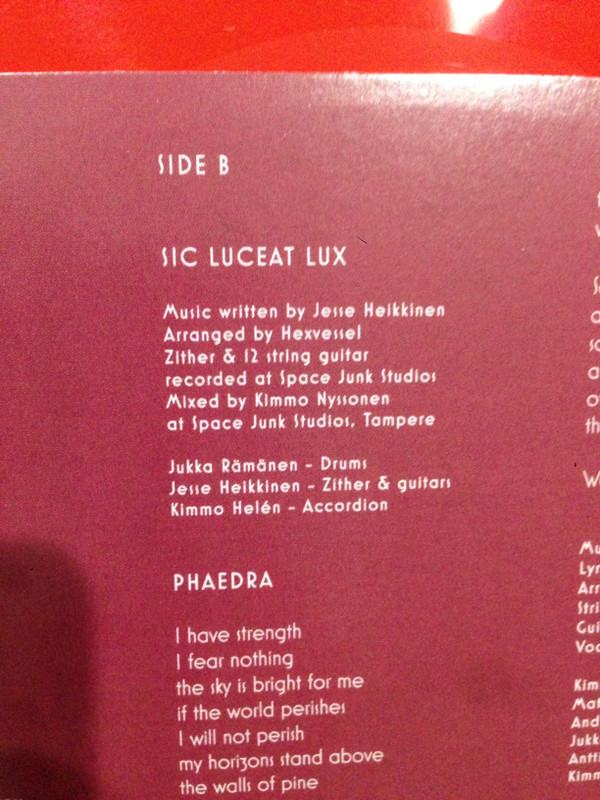 SIDE B
SIC LUCEAT LUX
Music written by Jesse Heikkinen
Arranged by Hexvessel
Zither & 12 string guitar
recorded at Space Junk Studios
Mixed by Kimmo Nyssonen
at Space Junk Studios, Tampere
Jukka Rämänen - Drums
Jesse Heikkinen - Zither & guitars
Kimmo Helén - Accordion
PHAEDRA
I have strength
I fear nothing
the sky is bright for me
if the world perishes
I will not perish
my horizons stand above
the walls of pine